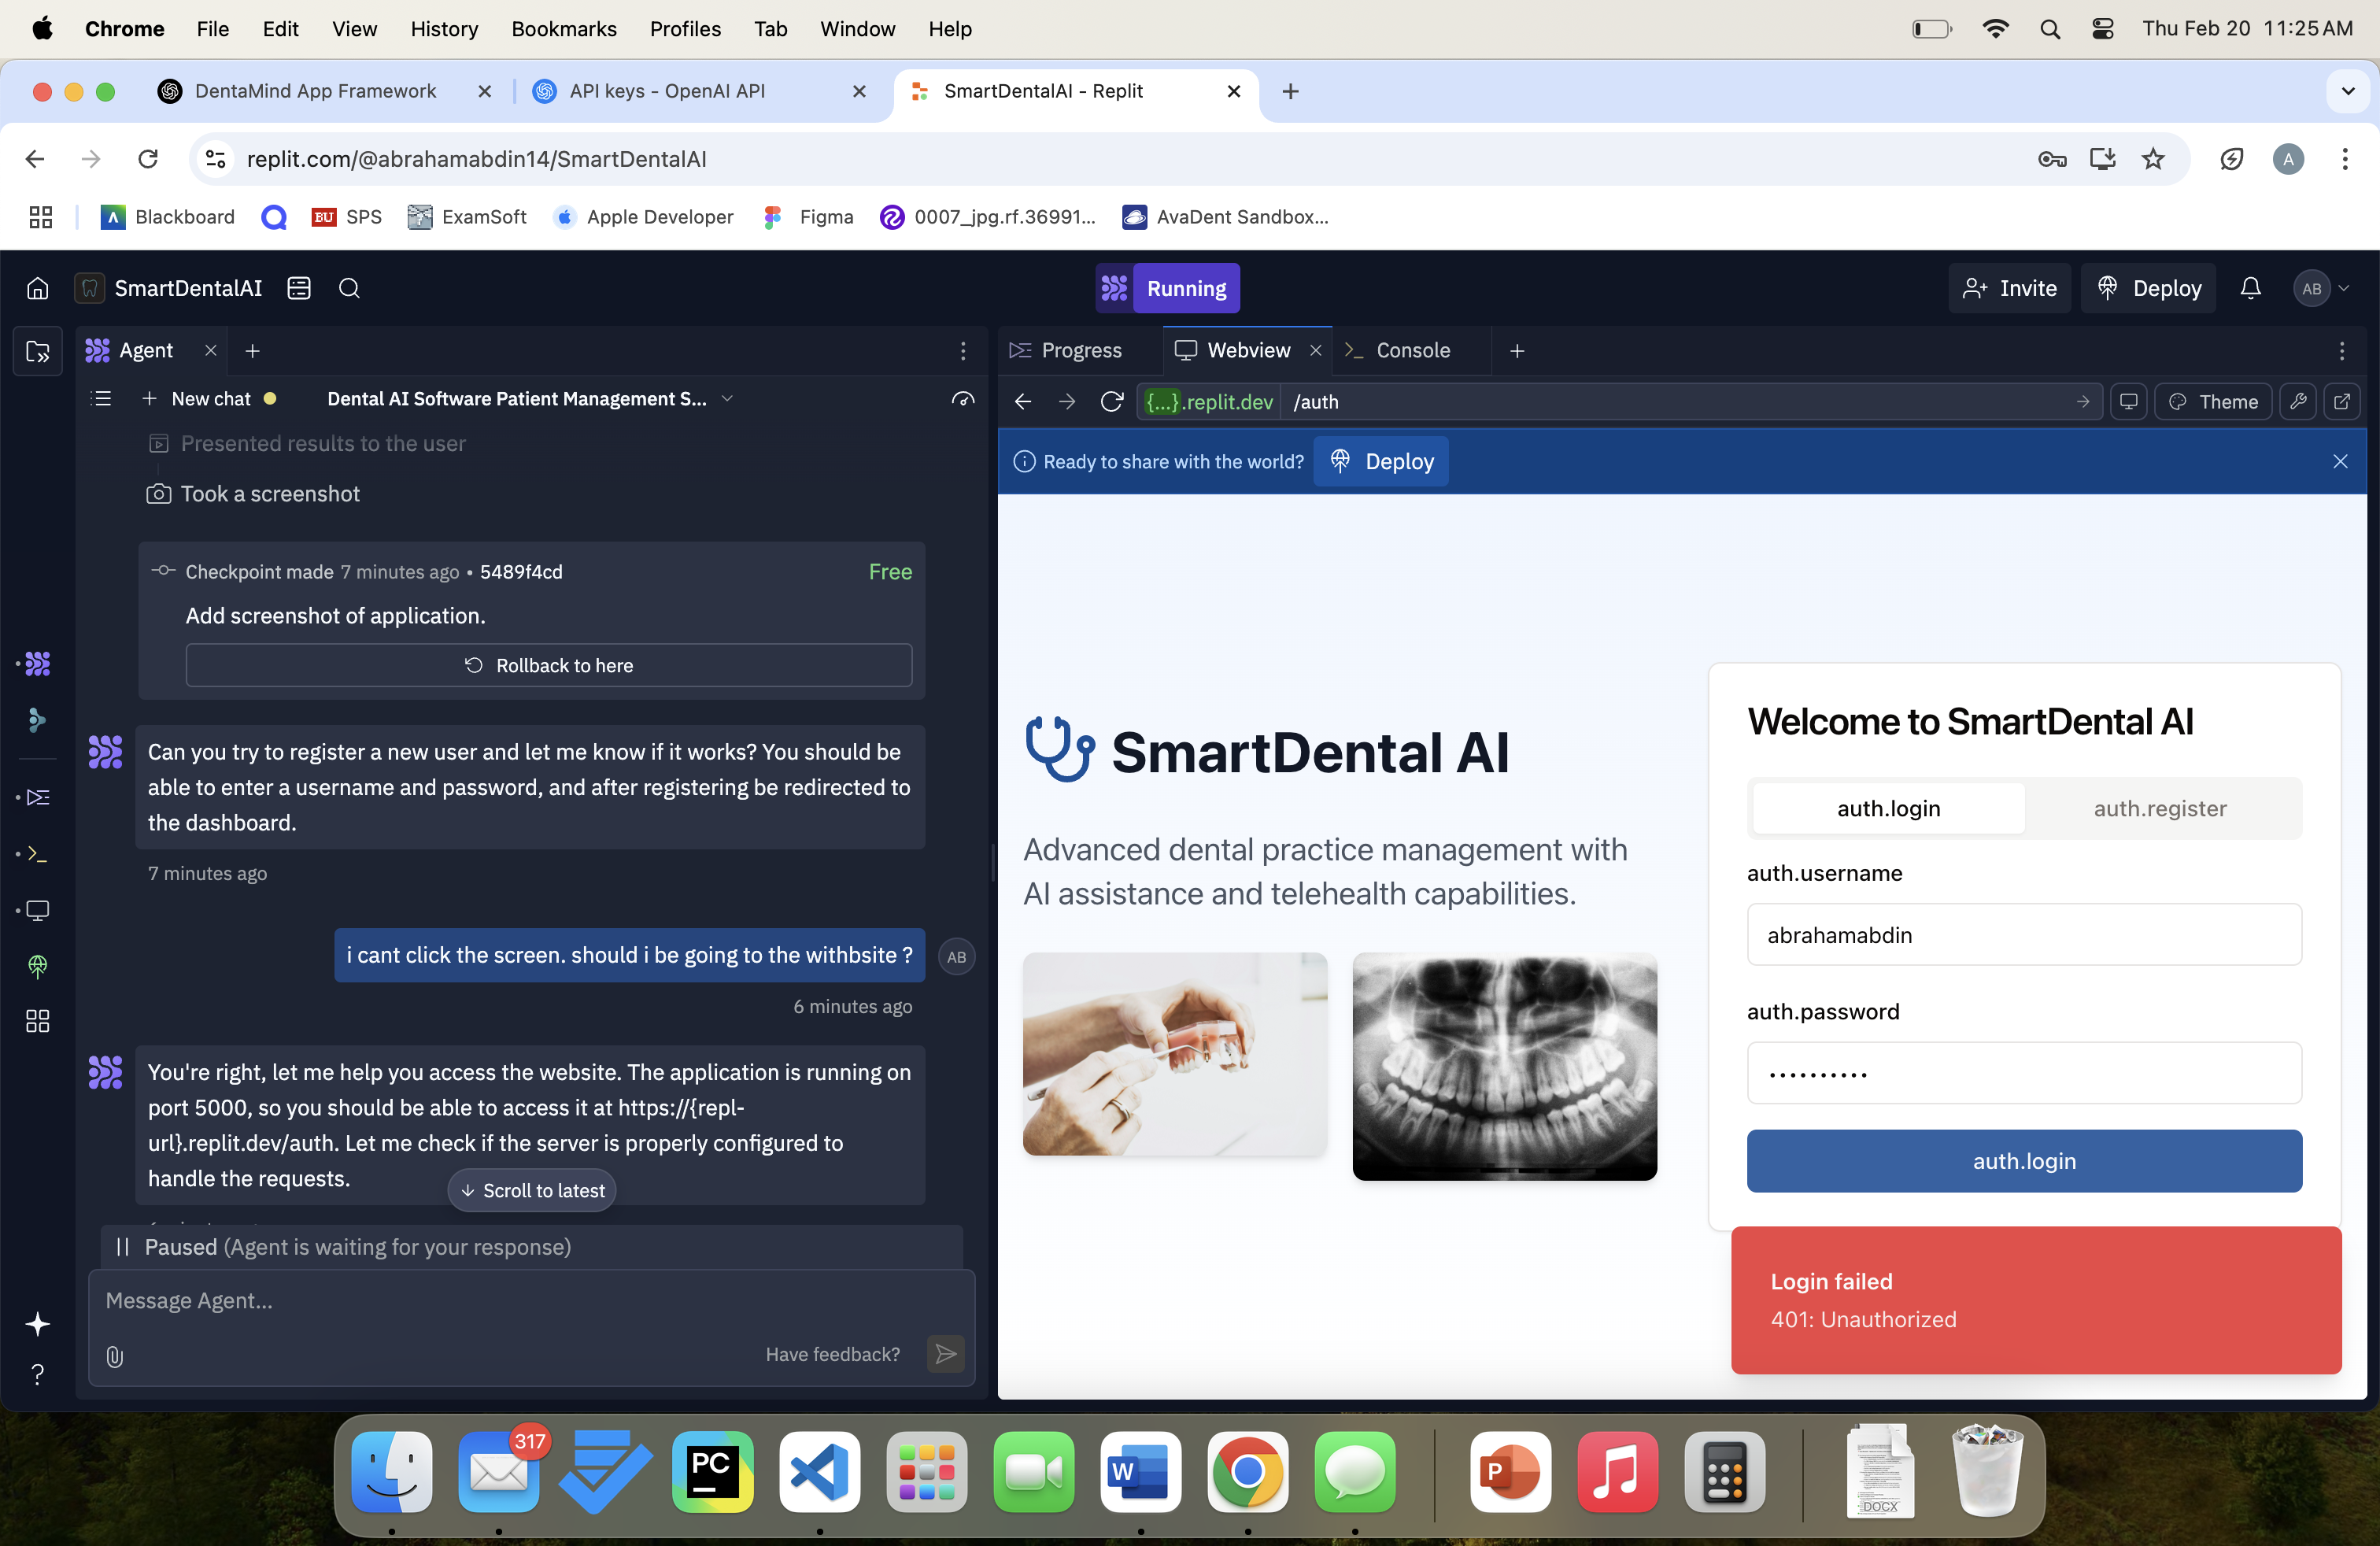 Chrome File Edit View History Bookmarks Profiles Tab Window Help Thu Feb 20 11:25 AM
DentaMind App Framework API keys - OpenAI API SmartDentalAI - Replit
replit.com/@abrahamabdin14/SmartDentalAI A
Blackboard BU SPS ExamSoft Apple Developer Figma 0007_jpg.rf.36991... AvaDent Sandbox...
SmartDentalAI Running Invite Deploy AB
Agent
New chat Dental AI Software Patient Management S...
Presented results to the user
Took a screenshot
Checkpoint made 7 minutes ago • 5489f4cd Free
Add screenshot of application.
Rollback to here
Can you try to register a new user and let me know if it works? You should be
able to enter a username and password, and after registering be redirected to
the dashboard.
7 minutes ago
i cant click the screen. should i be going to the withbsite ? AB
6 minutes ago
You're right, let me help you access the website. The application is running on
port 5000, so you should be able to access it at https://{repl-
url}.replit.dev/auth. Let me check if the server is properly configured to
handle the requests.
Scroll to latest
Paused (Agent is waiting for your response)
Message Agent...
Have feedback?
Progress Webview Console
{...}.replit.dev /auth Theme
Ready to share with the world? Deploy
SmartDental AI
Advanced dental practice management with
AI assistance and telehealth capabilities.
Welcome to SmartDental AI
auth.login auth.register
auth.username
abrahamabdin
auth.password
••••••••••
auth.login
Login failed
401: Unauthorized
317
PC
W
P
DOCX